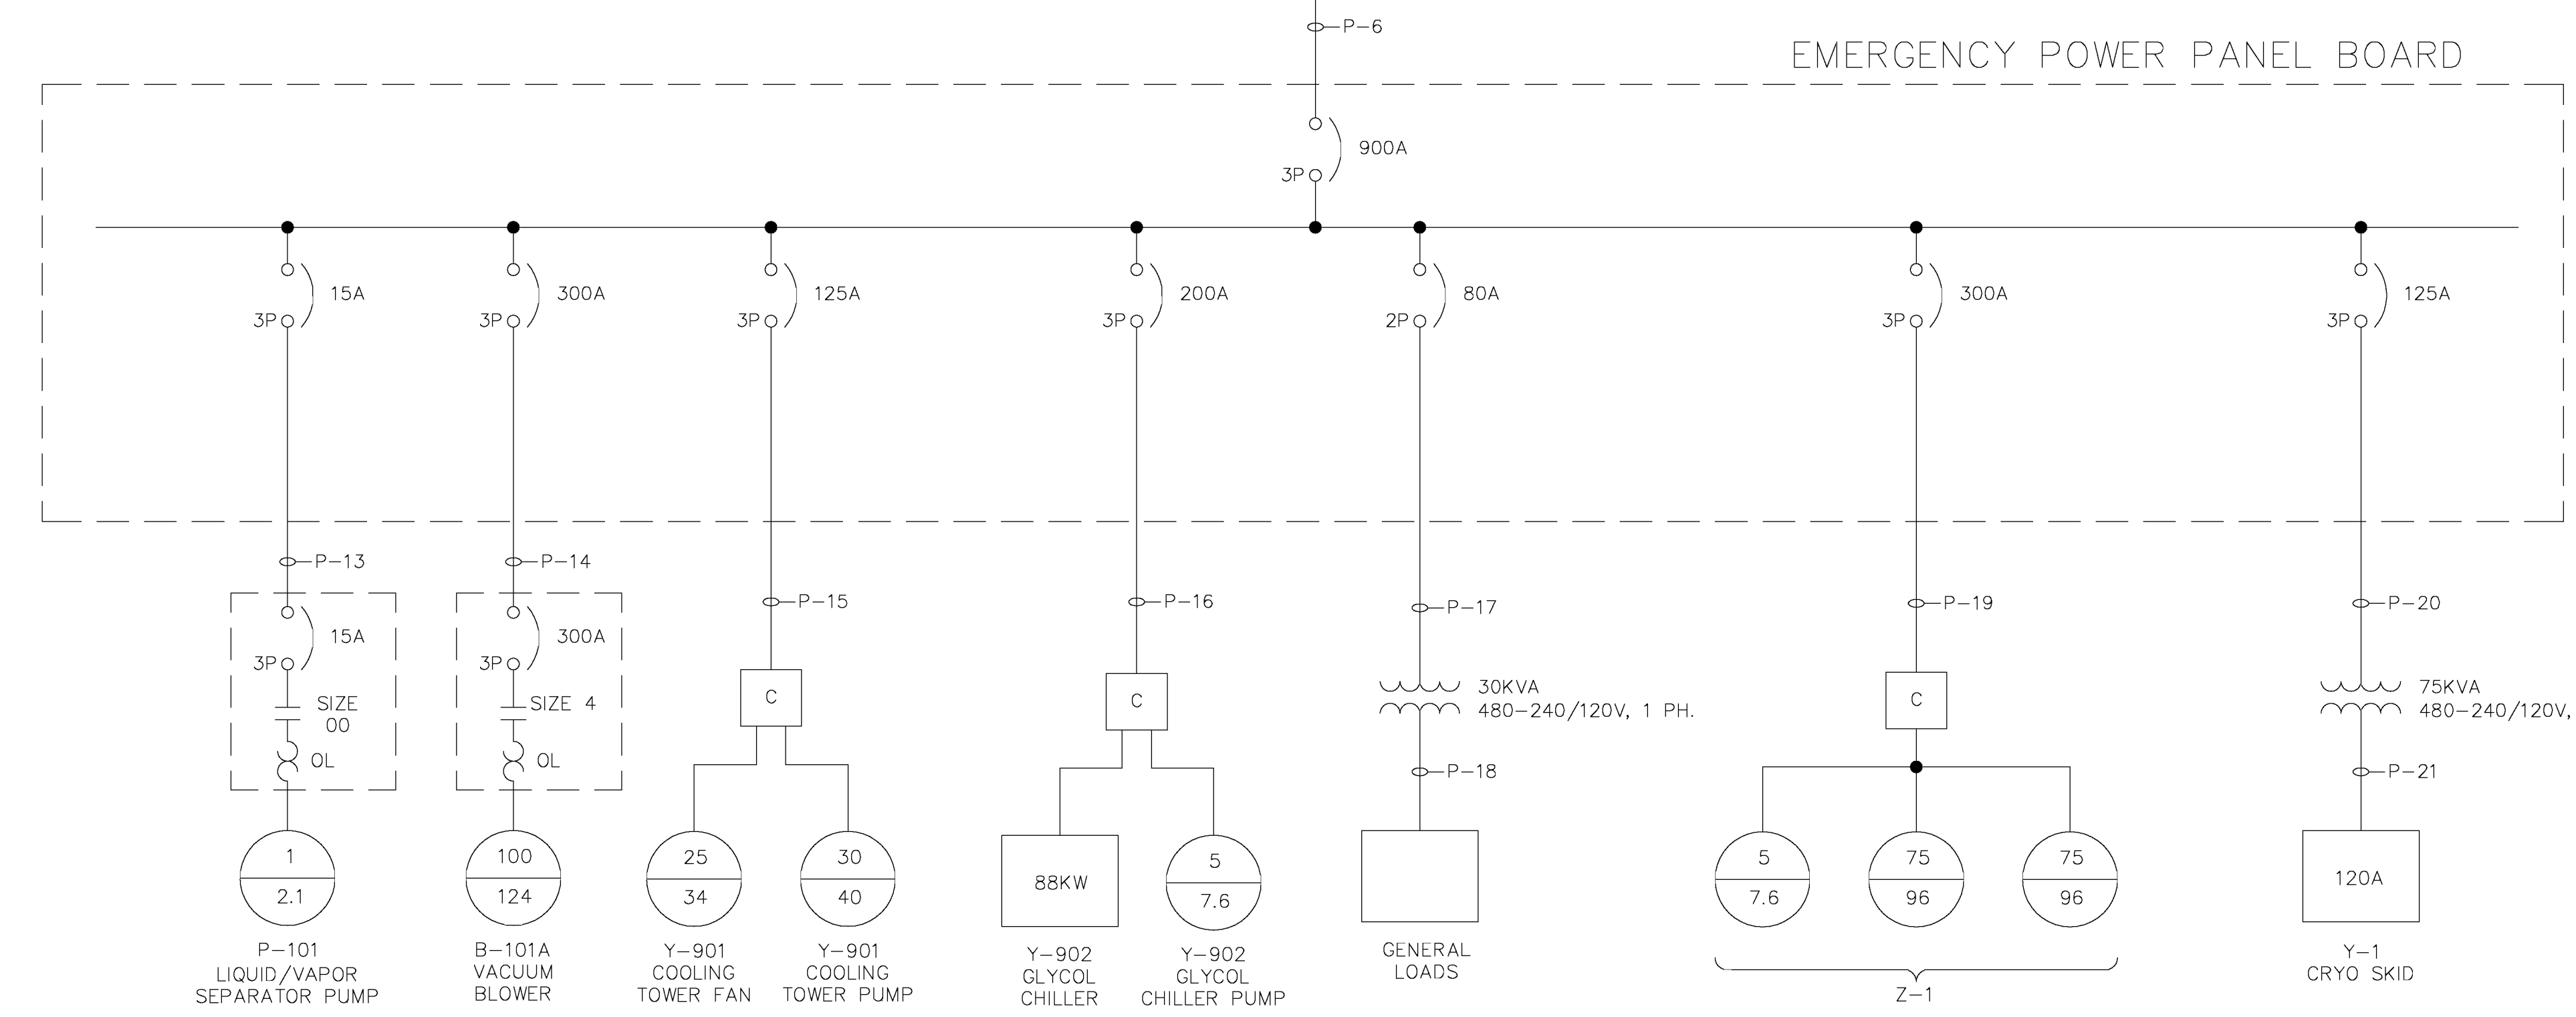 P-6
EMERGENCY POWER PANEL BOARD
900A
3P
15A
3P
300A
3P
125A
3P
200A
3P
80A
2P
300A
3P
125A
3P
P-13
P-14
P-15
P-16
P-17
P-19
P-20
15A
3P
SIZE
00
OL
300A
3P
SIZE 4
OL
C
C
30KVA
480-240/120V, 1 PH.
C
75KVA
480-240/120V,
P-18
P-21
1
2.1
100
124
25
34
30
40
88KW
5
7.6
5
7.6
75
96
75
96
120A
P-101
LIQUID/VAPOR
SEPARATOR PUMP
B-101A
VACUUM
BLOWER
Y-901
COOLING
TOWER FAN
Y-901
COOLING
TOWER PUMP
Y-902
GLYCOL
CHILLER
Y-902
GLYCOL
CHILLER PUMP
GENERAL
LOADS
Z-1
Y-1
CRYO SKID